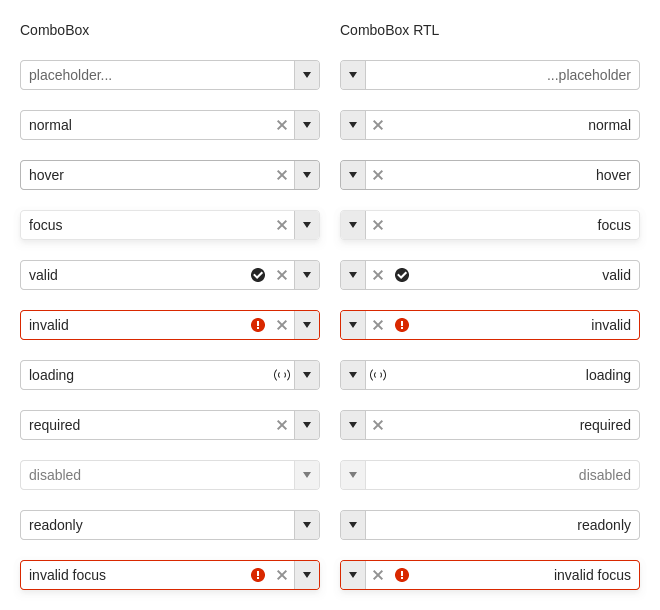 ComboBox
placeholder...
normal
hover
focus
valid
invalid
loading
required
disabled
readonly
invalid focus
ComboBox RTL
...placeholder
normal
hover
focus
valid
invalid
loading
required
disabled
readonly
invalid focus